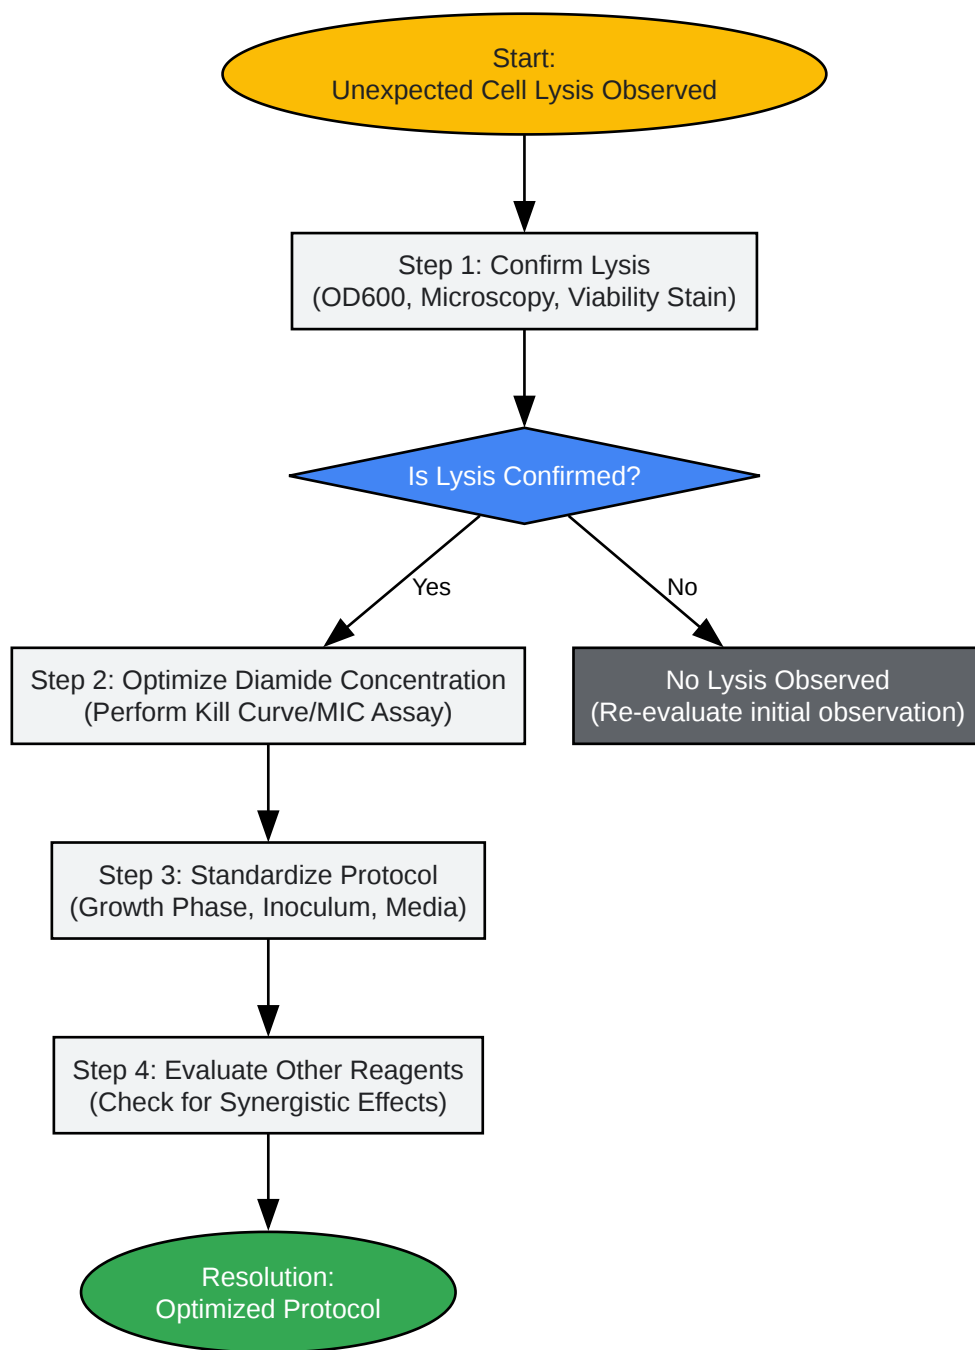 Start:
Unexpected Cell Lysis Observed
Step 1: Confirm Lysis
(OD600, Microscopy, Viability Stain)
Is Lysis Confirmed?
Yes
No
Step 2: Optimize Diamide Concentration
(Perform Kill Curve/MIC Assay)
No Lysis Observed
(Re-evaluate initial observation)
Step 3: Standardize Protocol
(Growth Phase, Inoculum, Media)
Step 4: Evaluate Other Reagents
(Check for Synergistic Effects)
Resolution:
Optimized Protocol